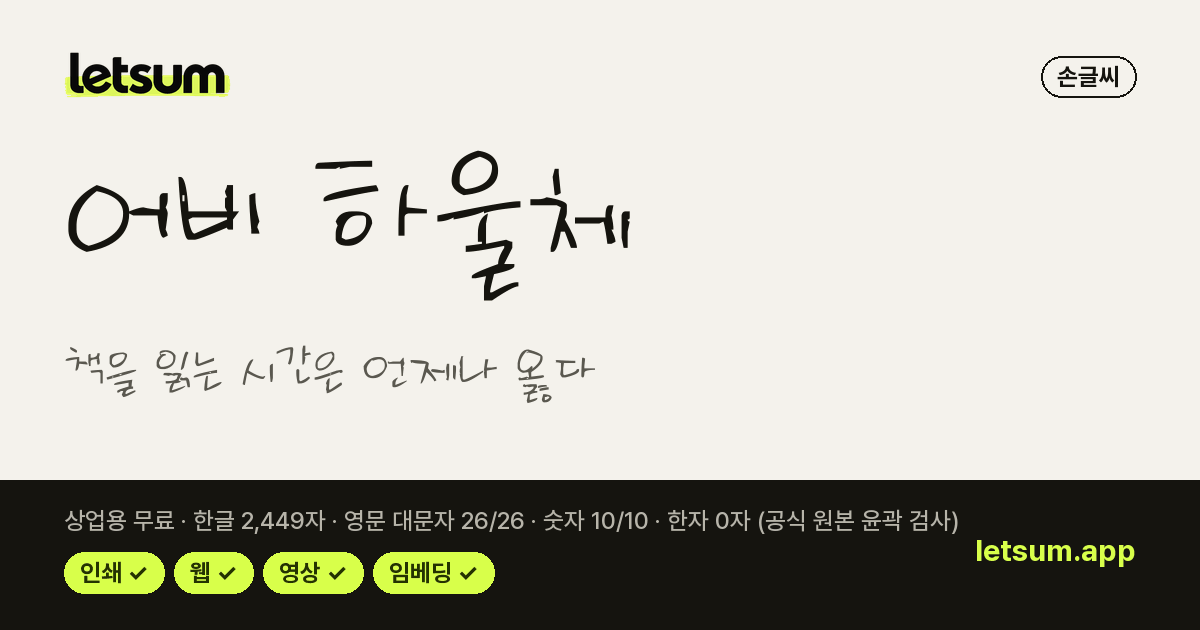 letsum
손글씨
어비 하울체
책을 읽는 시간은 언제나 옳다
상업용 무료 · 한글 2,449자 · 영문 대문자 26/26 · 숫자 10/10 · 한자 0자 (공식 원본 윤곽 검사)
인쇄 ✓ 웹 ✓ 영상 ✓ 임베딩 ✓
letsum.app